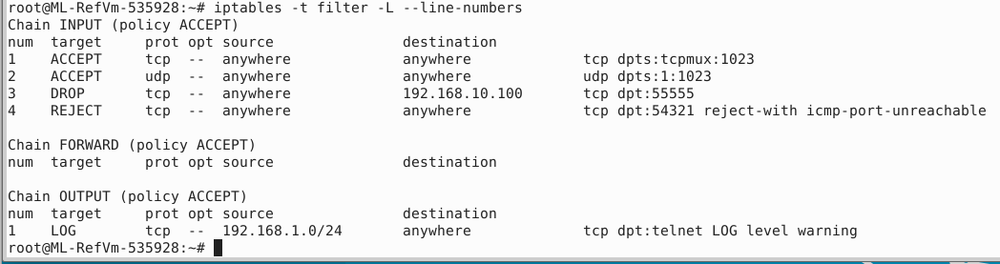 root@ML-RefVm-535928:~# iptables -t filter -L --line-numbers
Chain INPUT (policy ACCEPT)
num  target     prot opt source               destination
1    ACCEPT     tcp  --  anywhere             anywhere             tcp dpts:tcpmux:1023
2    ACCEPT     udp  --  anywhere             anywhere             udp dpts:1:1023
3    DROP       tcp  --  anywhere             192.168.10.100       tcp dpt:55555
4    REJECT     tcp  --  anywhere             anywhere             tcp dpt:54321 reject-with icmp-port-unreachable

Chain FORWARD (policy ACCEPT)
num  target     prot opt source               destination

Chain OUTPUT (policy ACCEPT)
num  target     prot opt source               destination
1    LOG        tcp  --  192.168.1.0/24       anywhere             tcp dpt:telnet LOG level warning
root@ML-RefVm-535928:~#